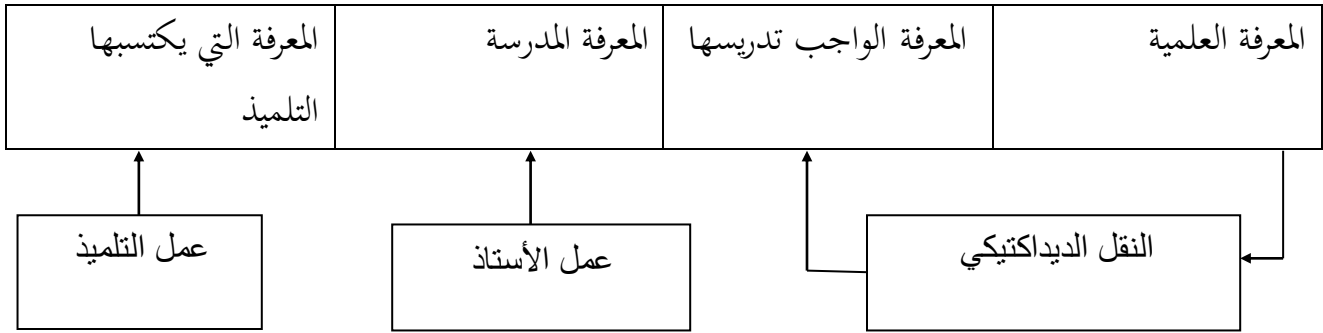 المعرفة العلمية
المعرفة الواجب تدريسها
المعرفة المدرسة
المعرفة التي يكتسبها
التلميذ
النقل الديداكتيكي
عمل الأستاذ
عمل التلميذ